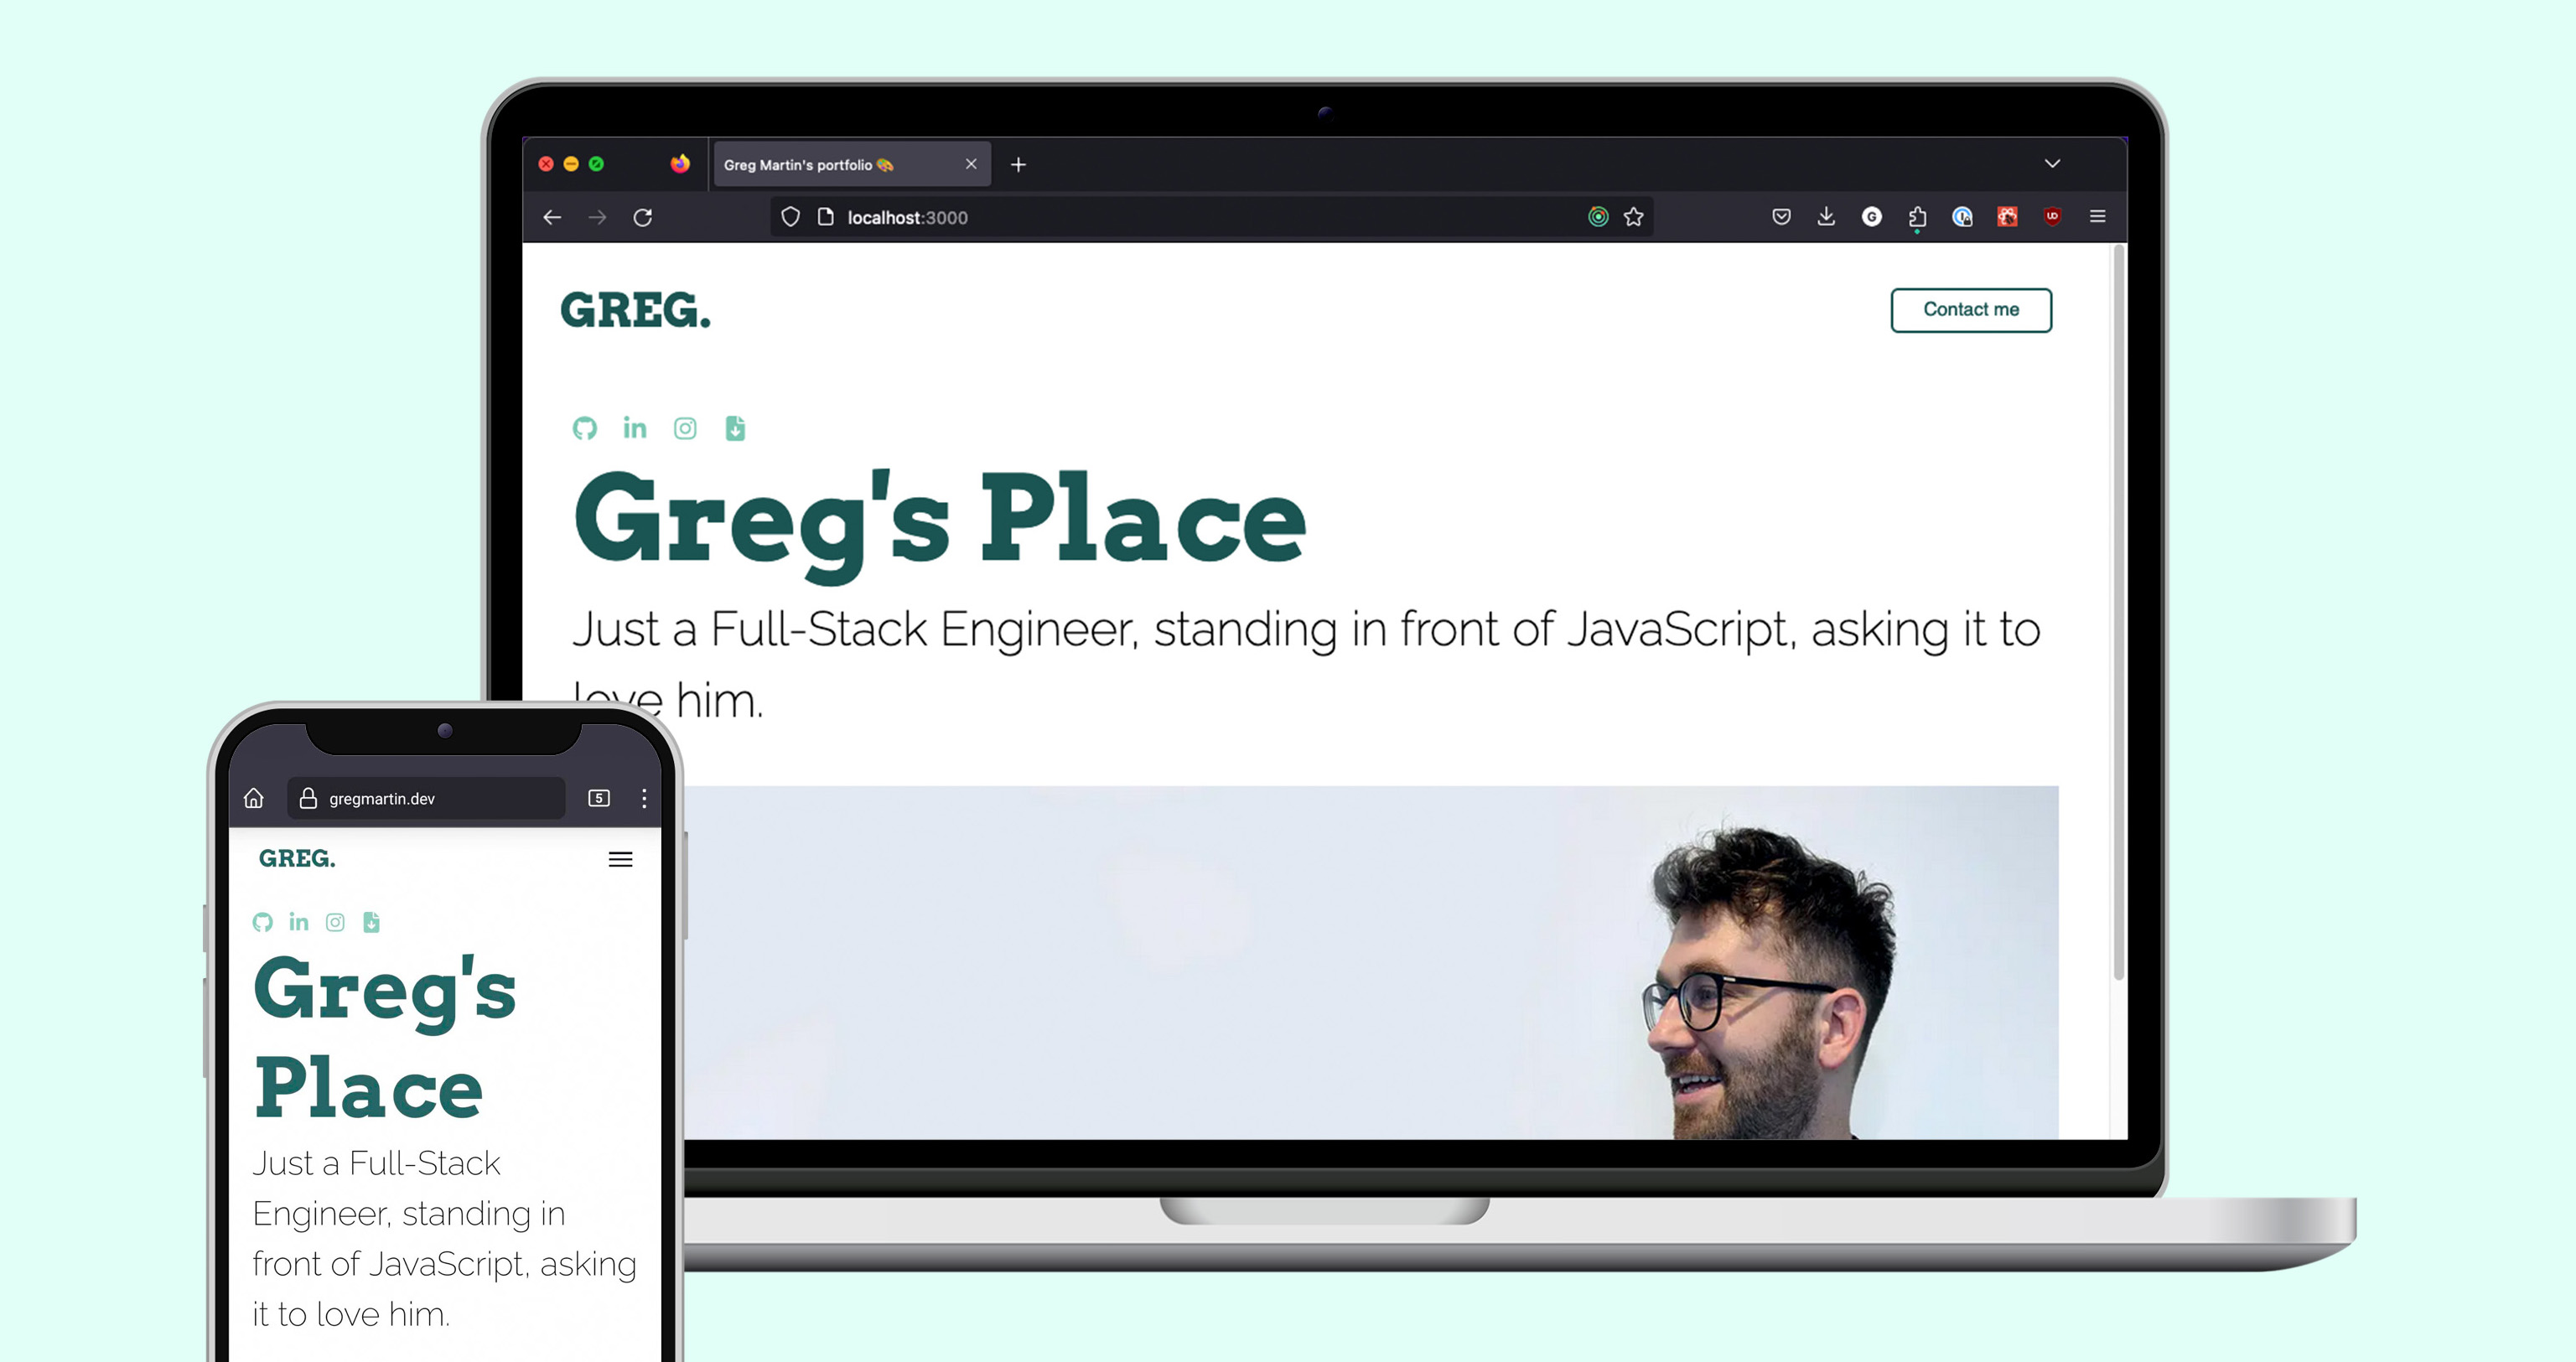 Greg Martin's portfolio 🎨
localhost:3000
GREG.
Contact me
Greg's Place
Just a Full-Stack Engineer, standing in front of JavaScript, asking it to
love him.
gregmartin.dev
5
GREG.
Greg's
Place
Just a Full-Stack
Engineer, standing in
front of JavaScript, asking
it to love him.